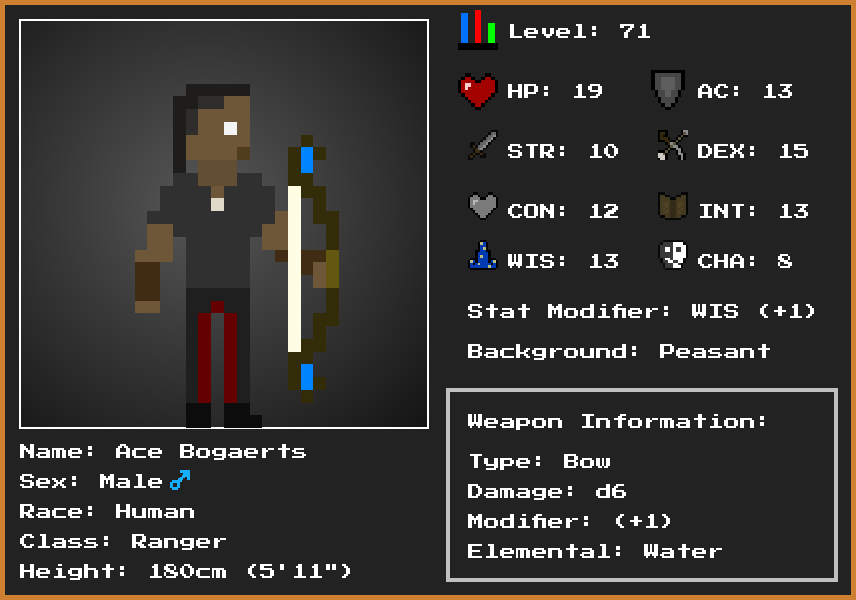 Level: 71
HP: 19 AC: 13
STR: 10 DEX: 15
CON: 12 INT: 13
WIS: 13 CHA: 8
Stat Modifier: WIS (+1)
Background: Peasant
Weapon Information:
Type: Bow
Damage: d6
Modifier: (+1)
Elemental: Water
Name: Ace Bogaerts
Sex: Male ♂
Race: Human
Class: Ranger
Height: 180cm (5'11")